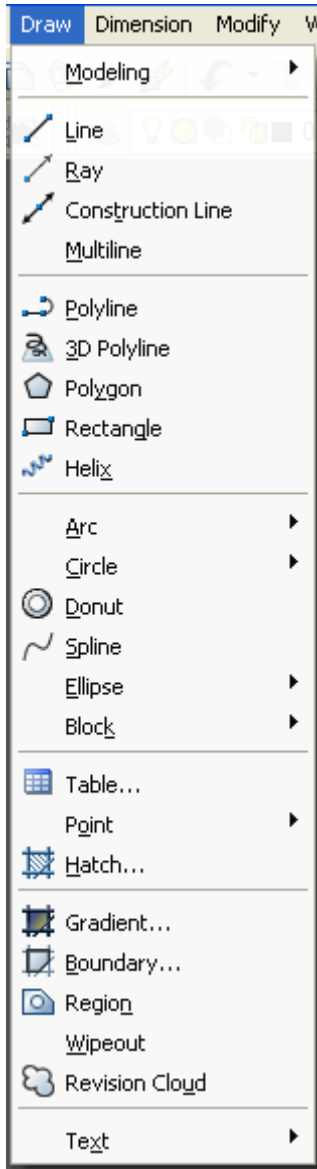 Draw Dimension Modify
Modeling
Line
Ray
Construction Line
Multiline
Polyline
3D Polyline
Polygon
Rectangle
Helix
Arc
Circle
Donut
Spline
Ellipse
Block
Table...
Point
Hatch...
Gradient...
Boundary...
Region
Wipeout
Revision Cloud
Text